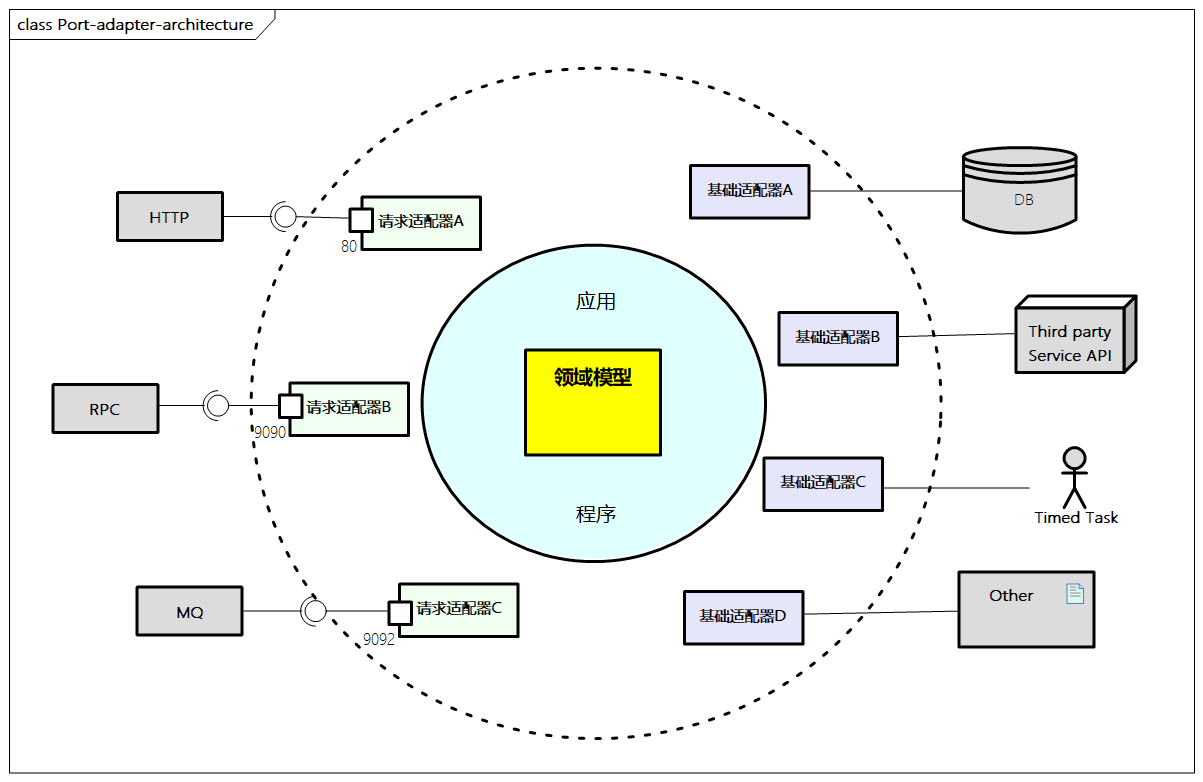 class Port-adapter-architecture
HTTP
80
请求适配器A
基础适配器A
DB
应用
领域模型
程序
基础适配器B
Third party
Service API
RPC
9090
请求适配器B
基础适配器C
Timed Task
MQ
9092
请求适配器C
基础适配器D
Other